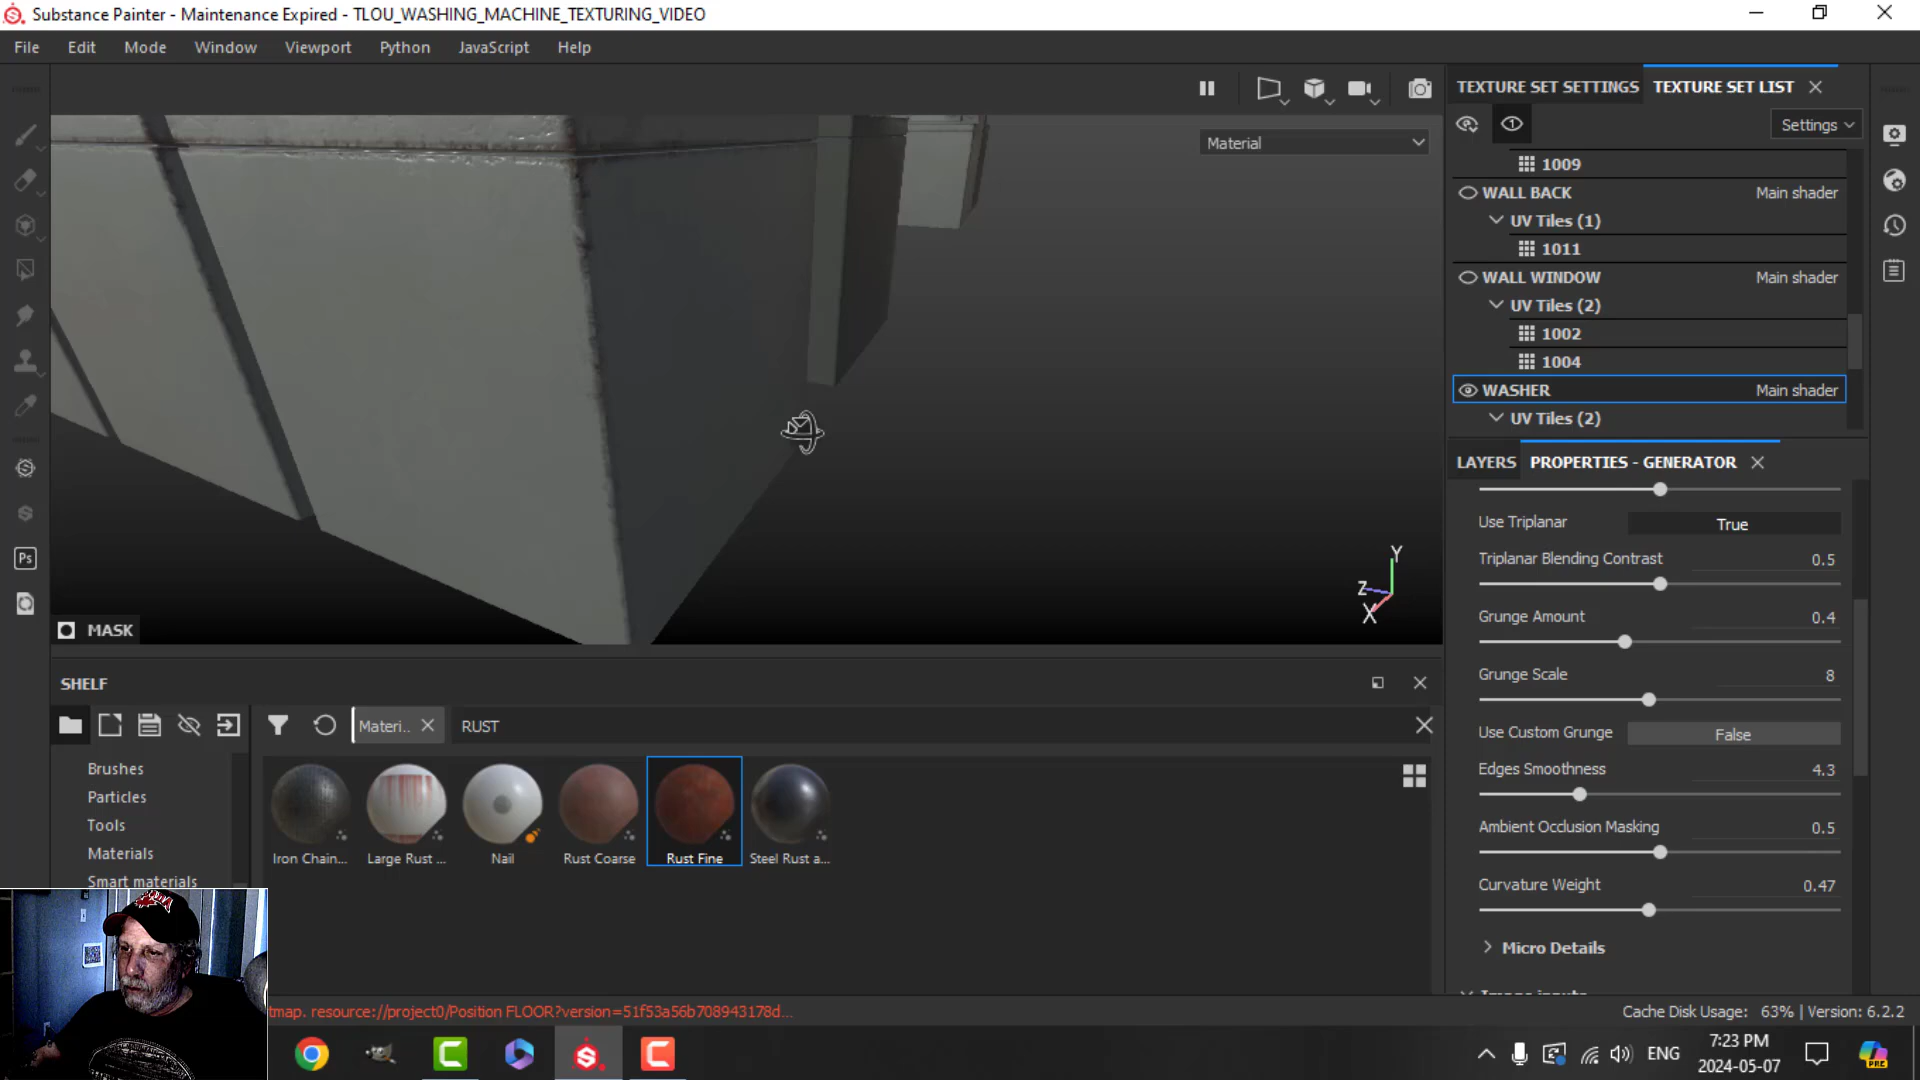 Substance Painter - Maintenance Expired - TLOU_WASHING_MACHINE_TEXTURING_VIDEO
File Edit Mode Window Viewport Python JavaScript Help
TEXTURE SET SETTINGS TEXTURE SET LIST
Settings
Material
1009
WALL BACK Main shader
UV Tiles (1)
1011
WALL WINDOW Main shader
UV Tiles (2)
1002
1004
WASHER Main shader
UV Tiles (2)
LAYERS PROPERTIES - GENERATOR
Use Triplanar True
Triplanar Blending Contrast 0.5
Grunge Amount 0.4
Grunge Scale 8
Use Custom Grunge False
Edges Smoothness 4.3
Ambient Occlusion Masking 0.5
Curvature Weight 0.47
Micro Details
Y
Z
X
Ps
MASK
SHELF
Materi.. RUST
Brushes
Particles
Tools
Materials
Smart materials
Iron Chain... Large Rust ... Nail Rust Coarse Rust Fine Steel Rust a...
tmap. resource://project0/Position FLOOR?version=51f53a56b708943178d...
Cache Disk Usage: 63% | Version: 6.2.2
ENG
7:23 PM
2024-05-07
PRE